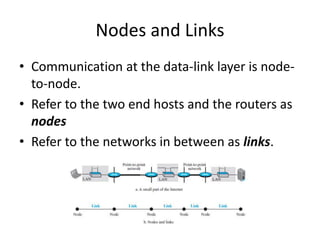 Nodes and Links
• Communication at the data-link layer is node-
to-node.
• Refer to the two end hosts and the routers as
nodes
• Refer to the networks in between as links.
Point-to-point
network
Point-to-point
network
LAN
LAN
LAN
a. A small part of the Internet
Link Link Link Link Link
Node Node Node Node Node Node
b. Nodes and links